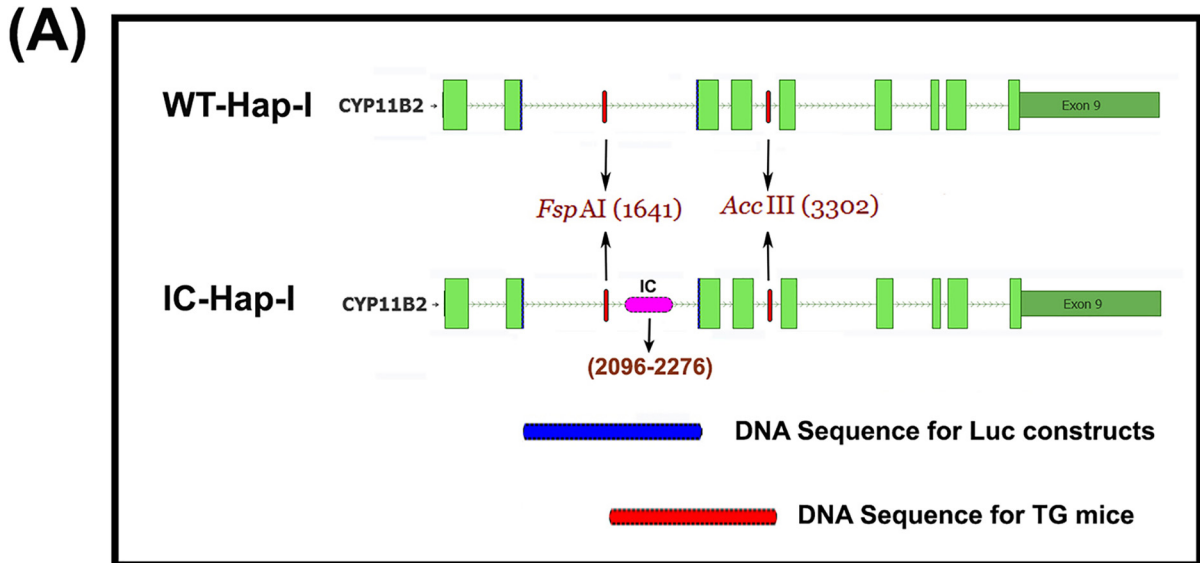 (A)
WT-Hap-I CYP11B2 Exon 9
FspAI (1641) AccIII (3302)
IC
IC-Hap-I CYP11B2 Exon 9
(2096-2276)
DNA Sequence for Luc constructs
DNA Sequence for TG mice